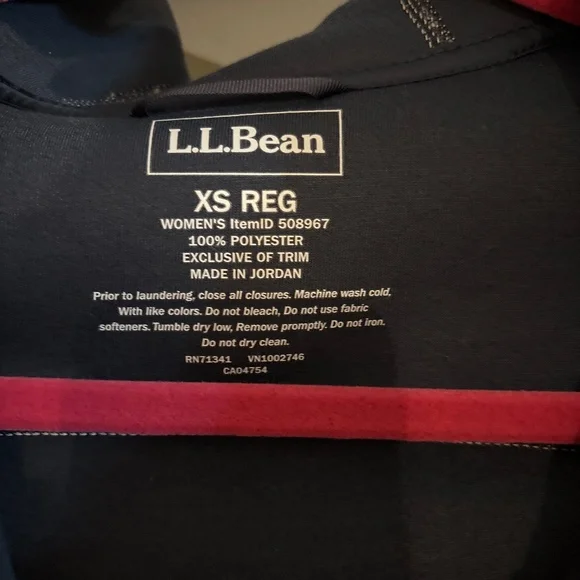 L.L.Bean
XS REG
WOMEN'S ItemID 508967
100% POLYESTER
EXCLUSIVE OF TRIM
MADE IN JORDAN
Prior to laundering, close all closures. Machine wash cold,
With like colors. Do not bleach, Do not use fabric
softeners. Tumble dry low, Remove promptly. Do not iron.
Do not dry clean.
RN71341 VN1002746
CA04754